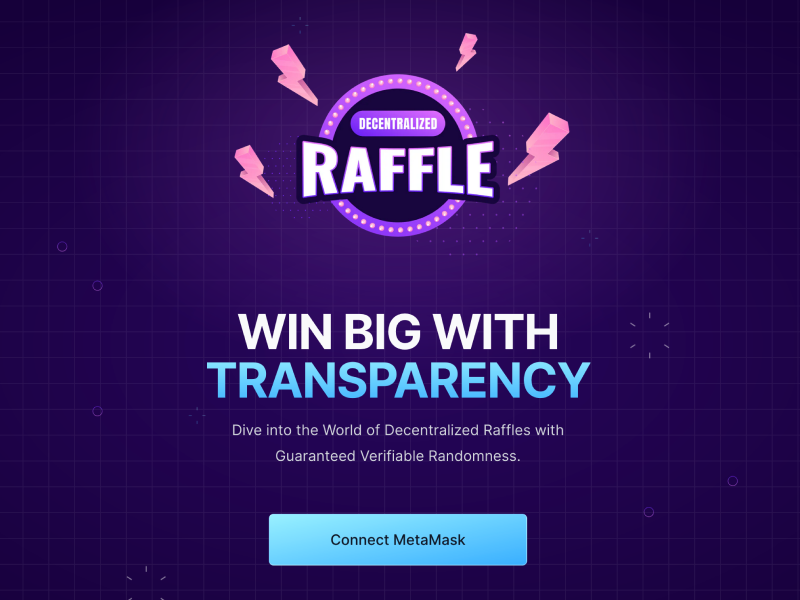 DECENTRALIZED
RAFFLE
WIN BIG WITH
TRANSPARENCY
Dive into the World of Decentralized Raffles with
Guaranteed Verifiable Randomness.
Connect MetaMask